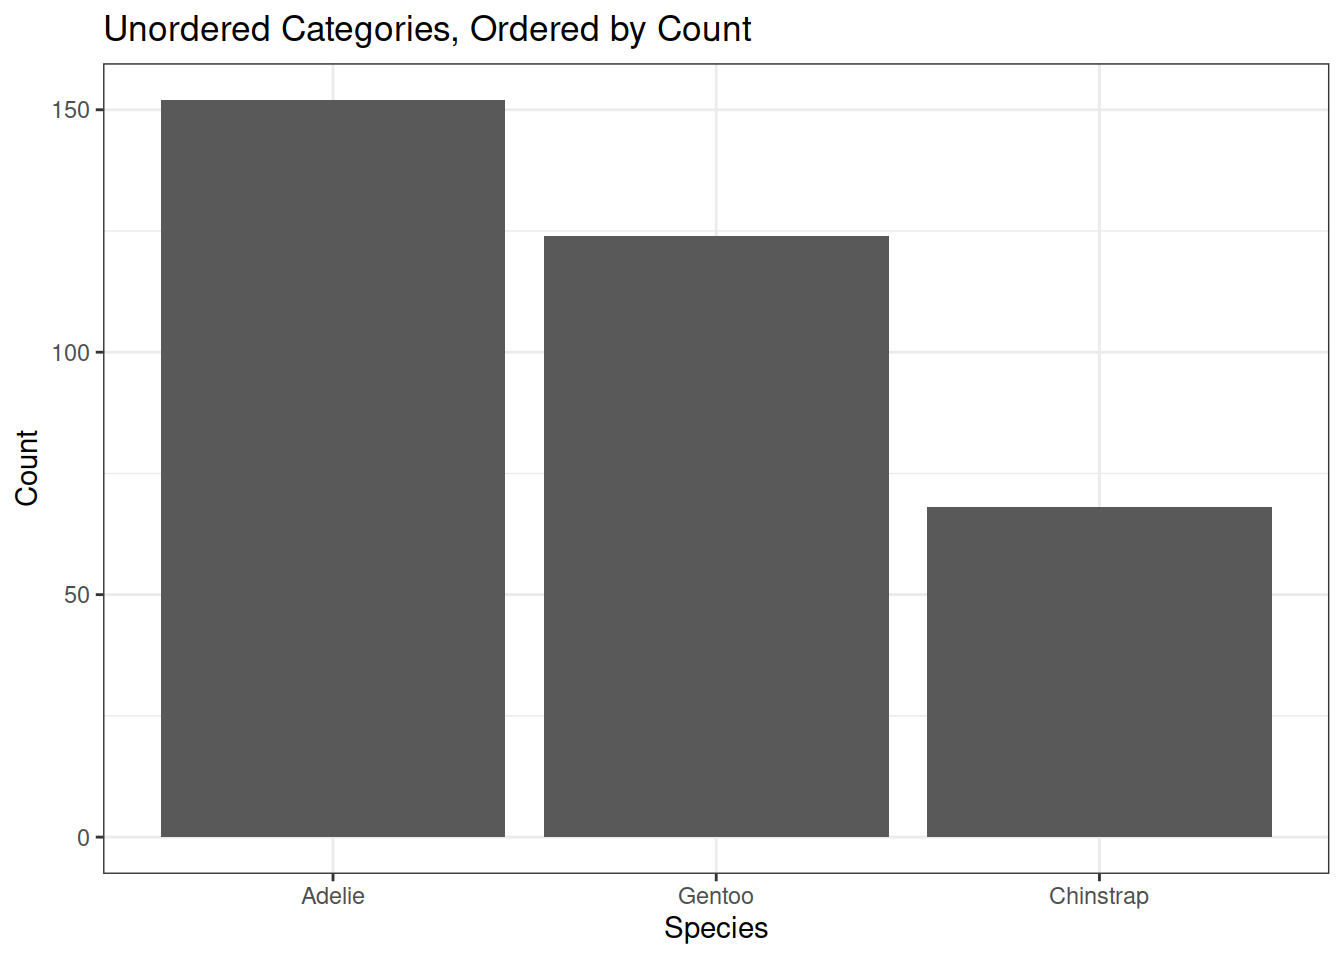 Unordered Categories, Ordered by Count
150
100
50
0
Count
Adelie
Gentoo
Chinstrap
Species